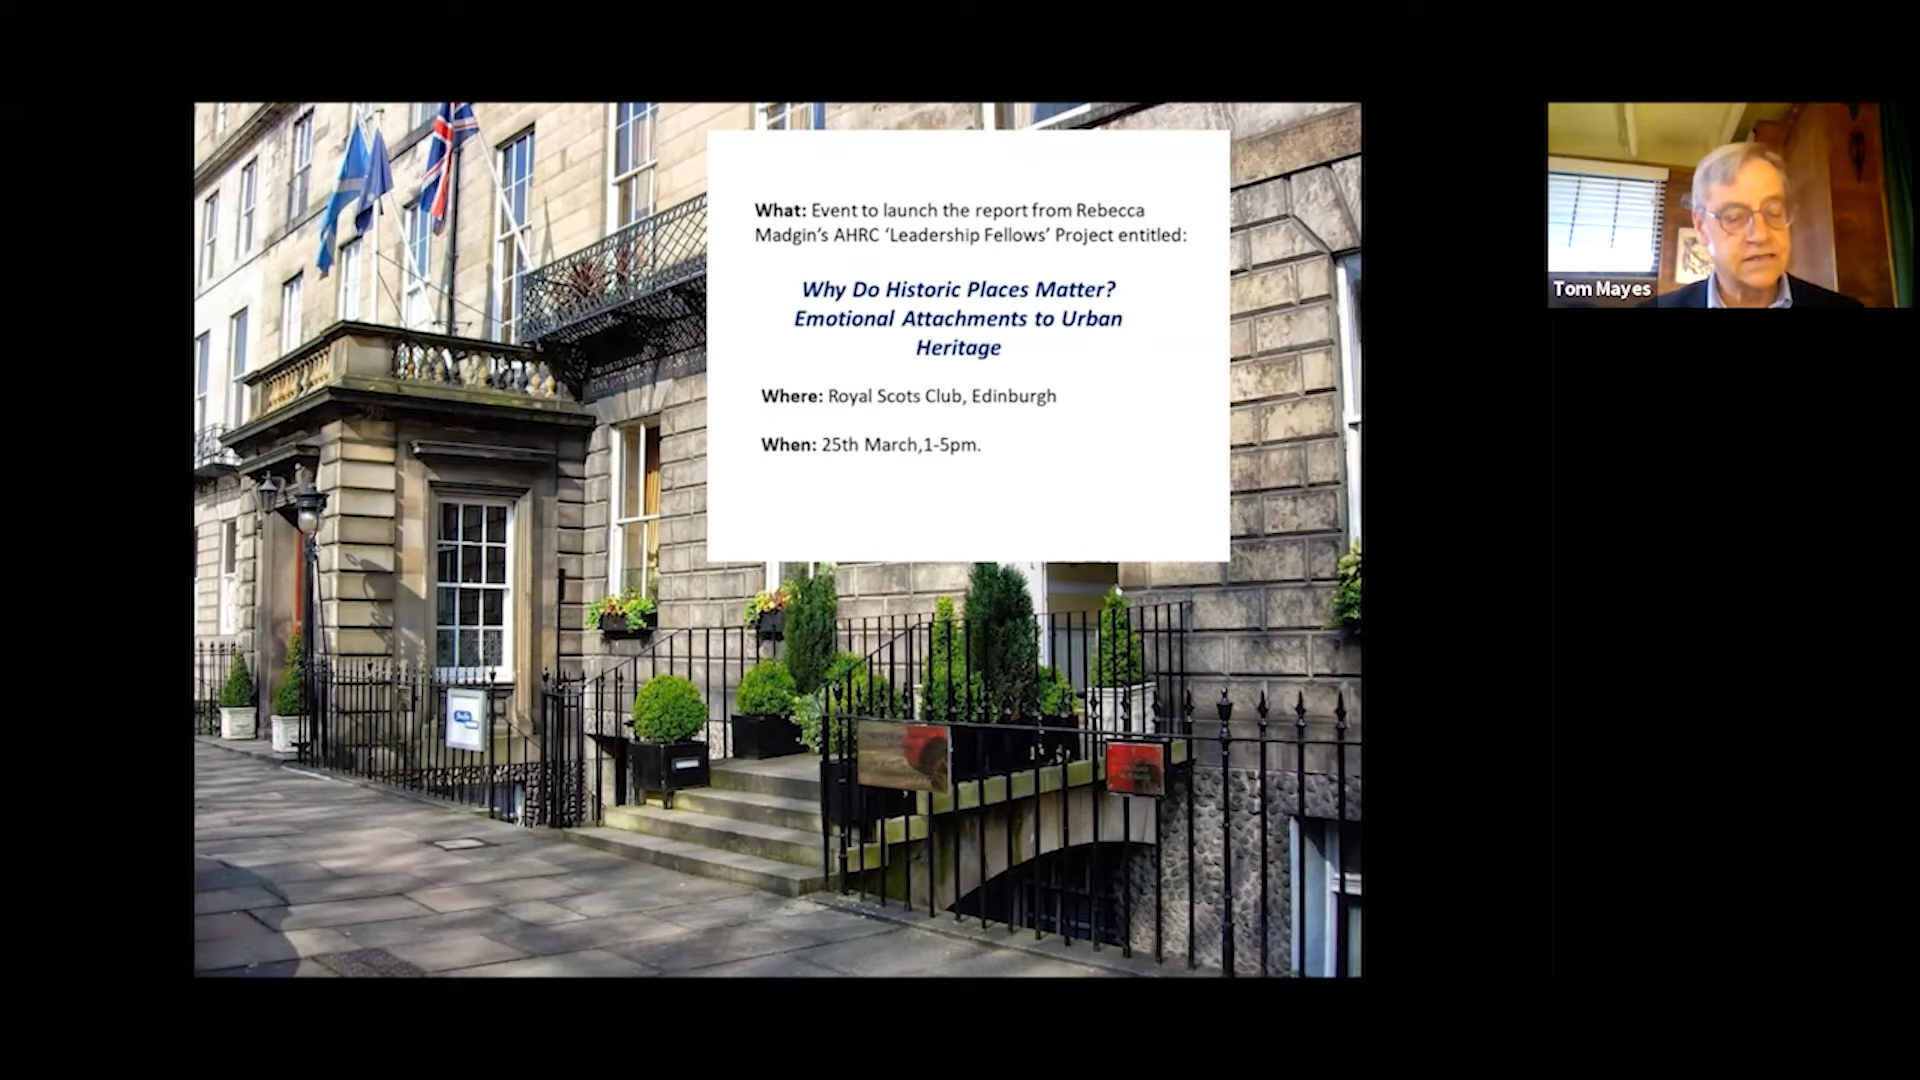 What: Event to launch the report from Rebecca
Madgin's AHRC 'Leadership Fellows' Project entitled:
Why Do Historic Places Matter?
Emotional Attachments to Urban
Heritage
Where: Royal Scots Club, Edinburgh
When: 25th March,1-5pm.
Tom Mayes